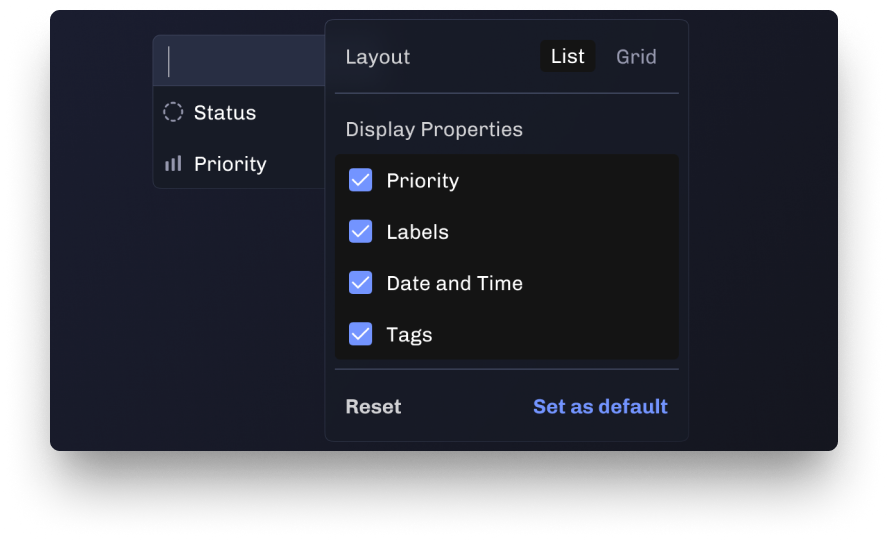 Status
Priority
Layout List Grid
Display Properties
Priority
Labels
Date and Time
Tags
Reset Set as default